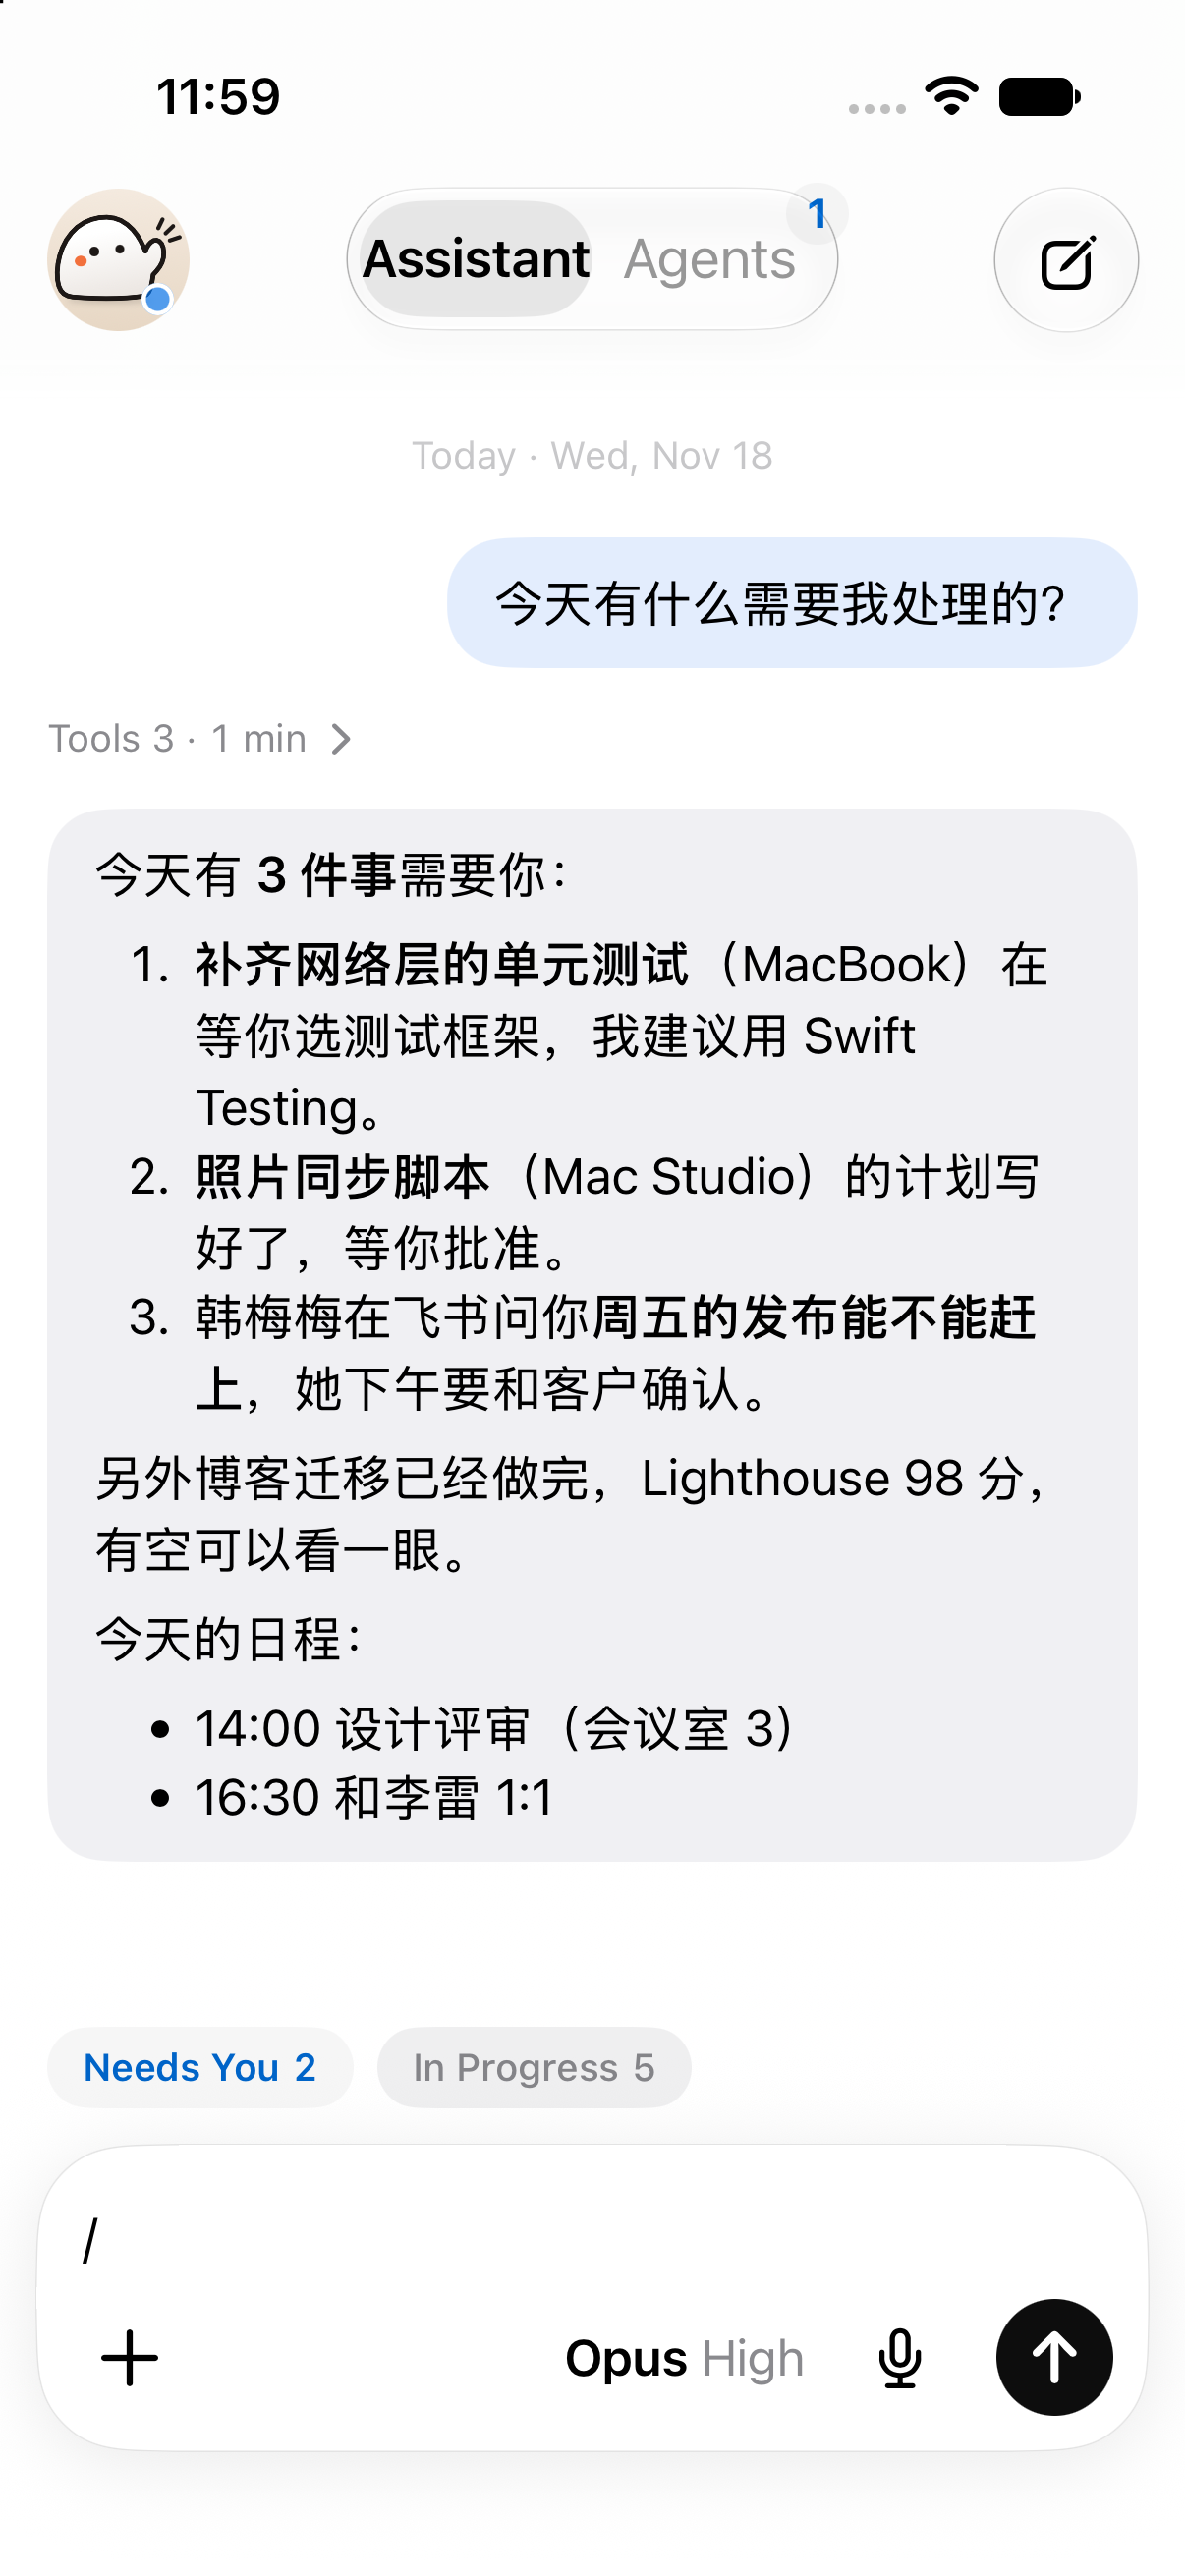 11:59
Assistant
Agents
1
Today · Wed, Nov 18
今天有什么需要我处理的?
Tools 3 · 1 min
今天有 3 件事需要你：
1. 补齐网络层的单元测试（MacBook）在
等你选测试框架，我建议用 Swift
Testing。
2. 照片同步脚本（Mac Studio）的计划写
好了，等你批准。
3. 韩梅梅在飞书问你周五的发布能不能赶
上，她下午要和客户确认。
另外博客迁移已经做完，Lighthouse 98 分，
有空可以看一眼。
今天的日程：
• 14:00 设计评审（会议室 3）
• 16:30 和李雷 1:1
Needs You 2
In Progress 5
/
Opus High